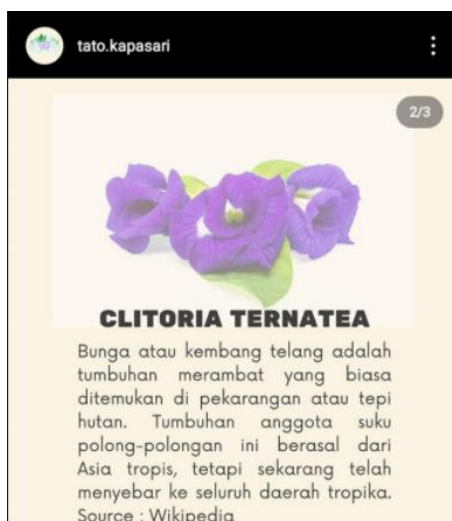 tato.kapasari
2/3
CLITORIA TERNATEA
Bunga atau kembang telang adalah
tumbuhan merambat yang biasa
ditemukan di pekarangan atau tepi
hutan. Tumbuhan anggota suku
polong-polongan ini berasal dari
Asia tropis, tetapi sekarang telah
menyebar ke seluruh daerah tropika.
Source : Wikipedia